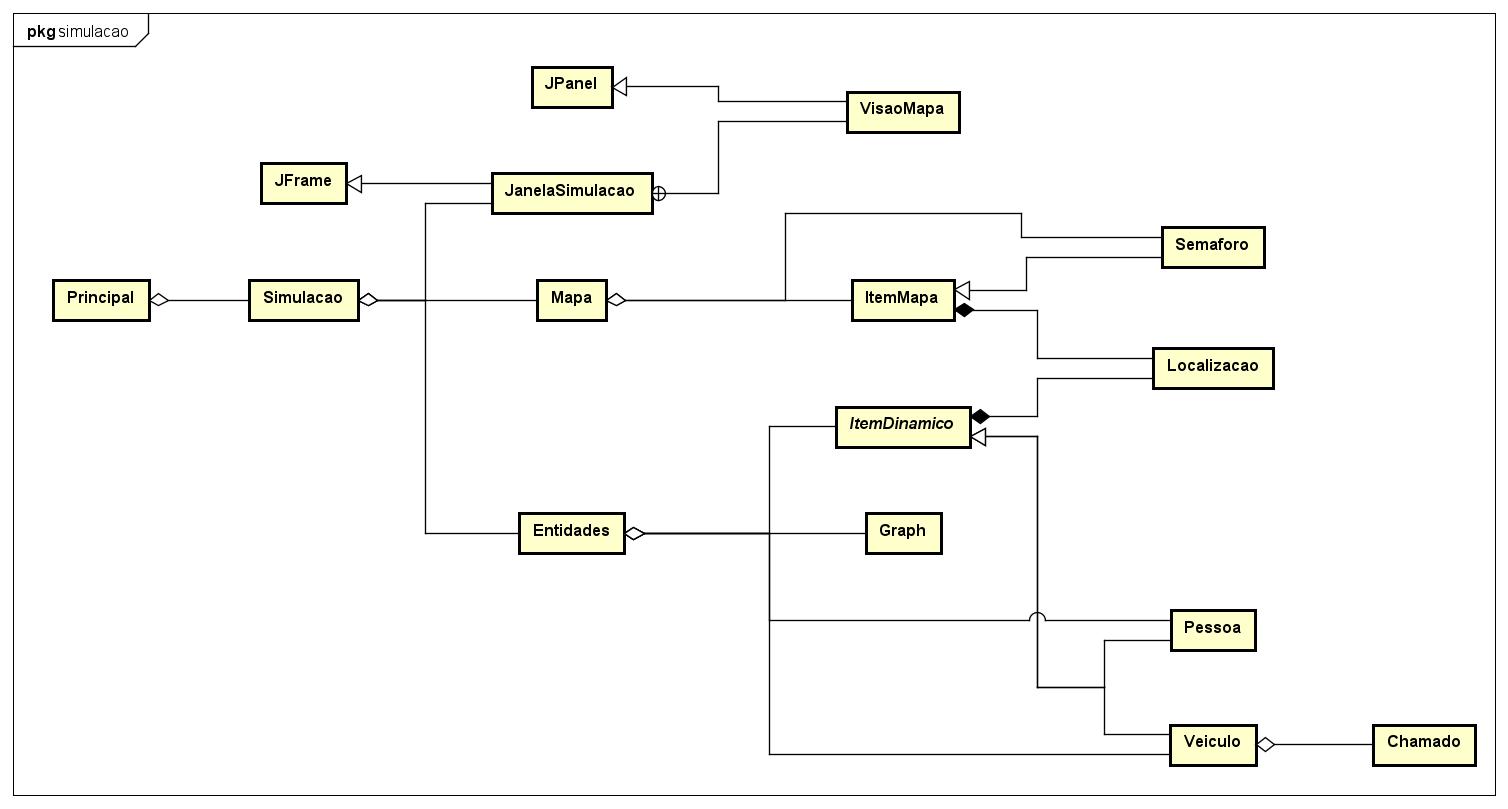 pkg simulacao
JPanel
VisaoMapa
JFrame
JanelaSimulacao
Semaforo
Principal
Simulacao
Mapa
ItemMapa
Localizacao
ItemDinamico
Entidades
Graph
Pessoa
Veiculo
Chamado